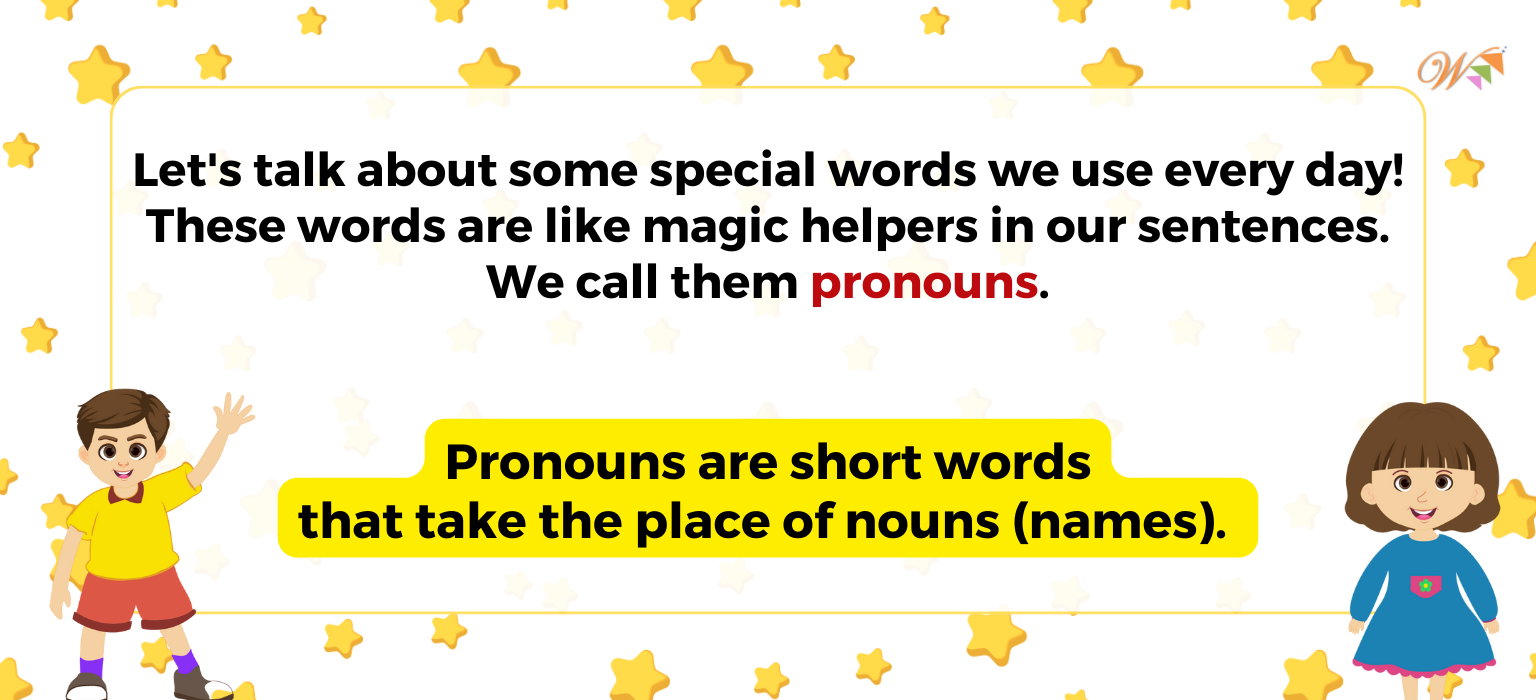 Let's talk about some special words we use every day!
These words are like magic helpers in our sentences.
We call them pronouns.
Pronouns are short words
that take the place of nouns (names).
W